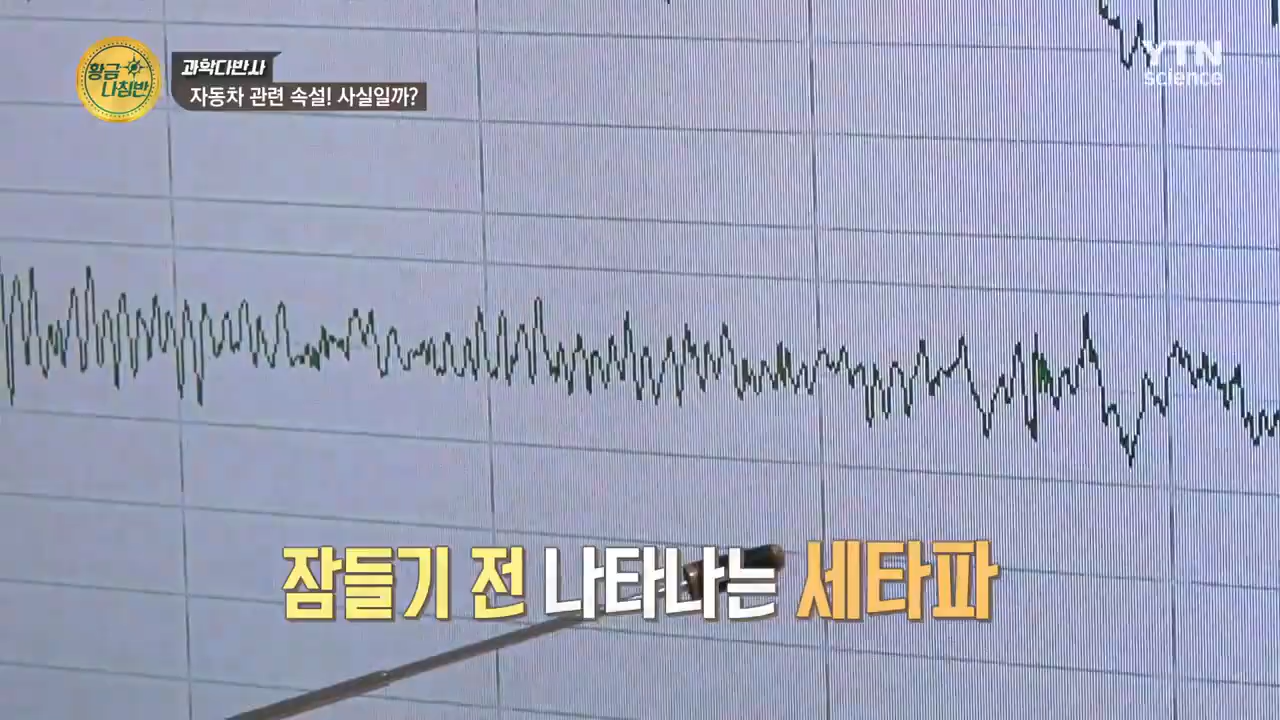 황금
나침반
과학다반사
자동차 관련 속설! 사실일까?
YTN
science
잠들기 전 나타나는 세타파